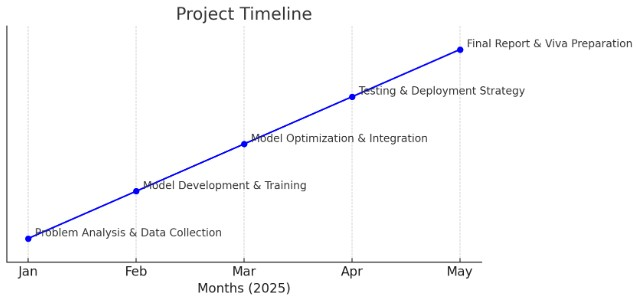 Project Timeline
Final Report & Viva Preparation
Testing & Deployment Strategy
Model Optimization & Integration
Model Development & Training
Problem Analysis & Data Collection
Jan Feb Mar Apr May
Months (2025)